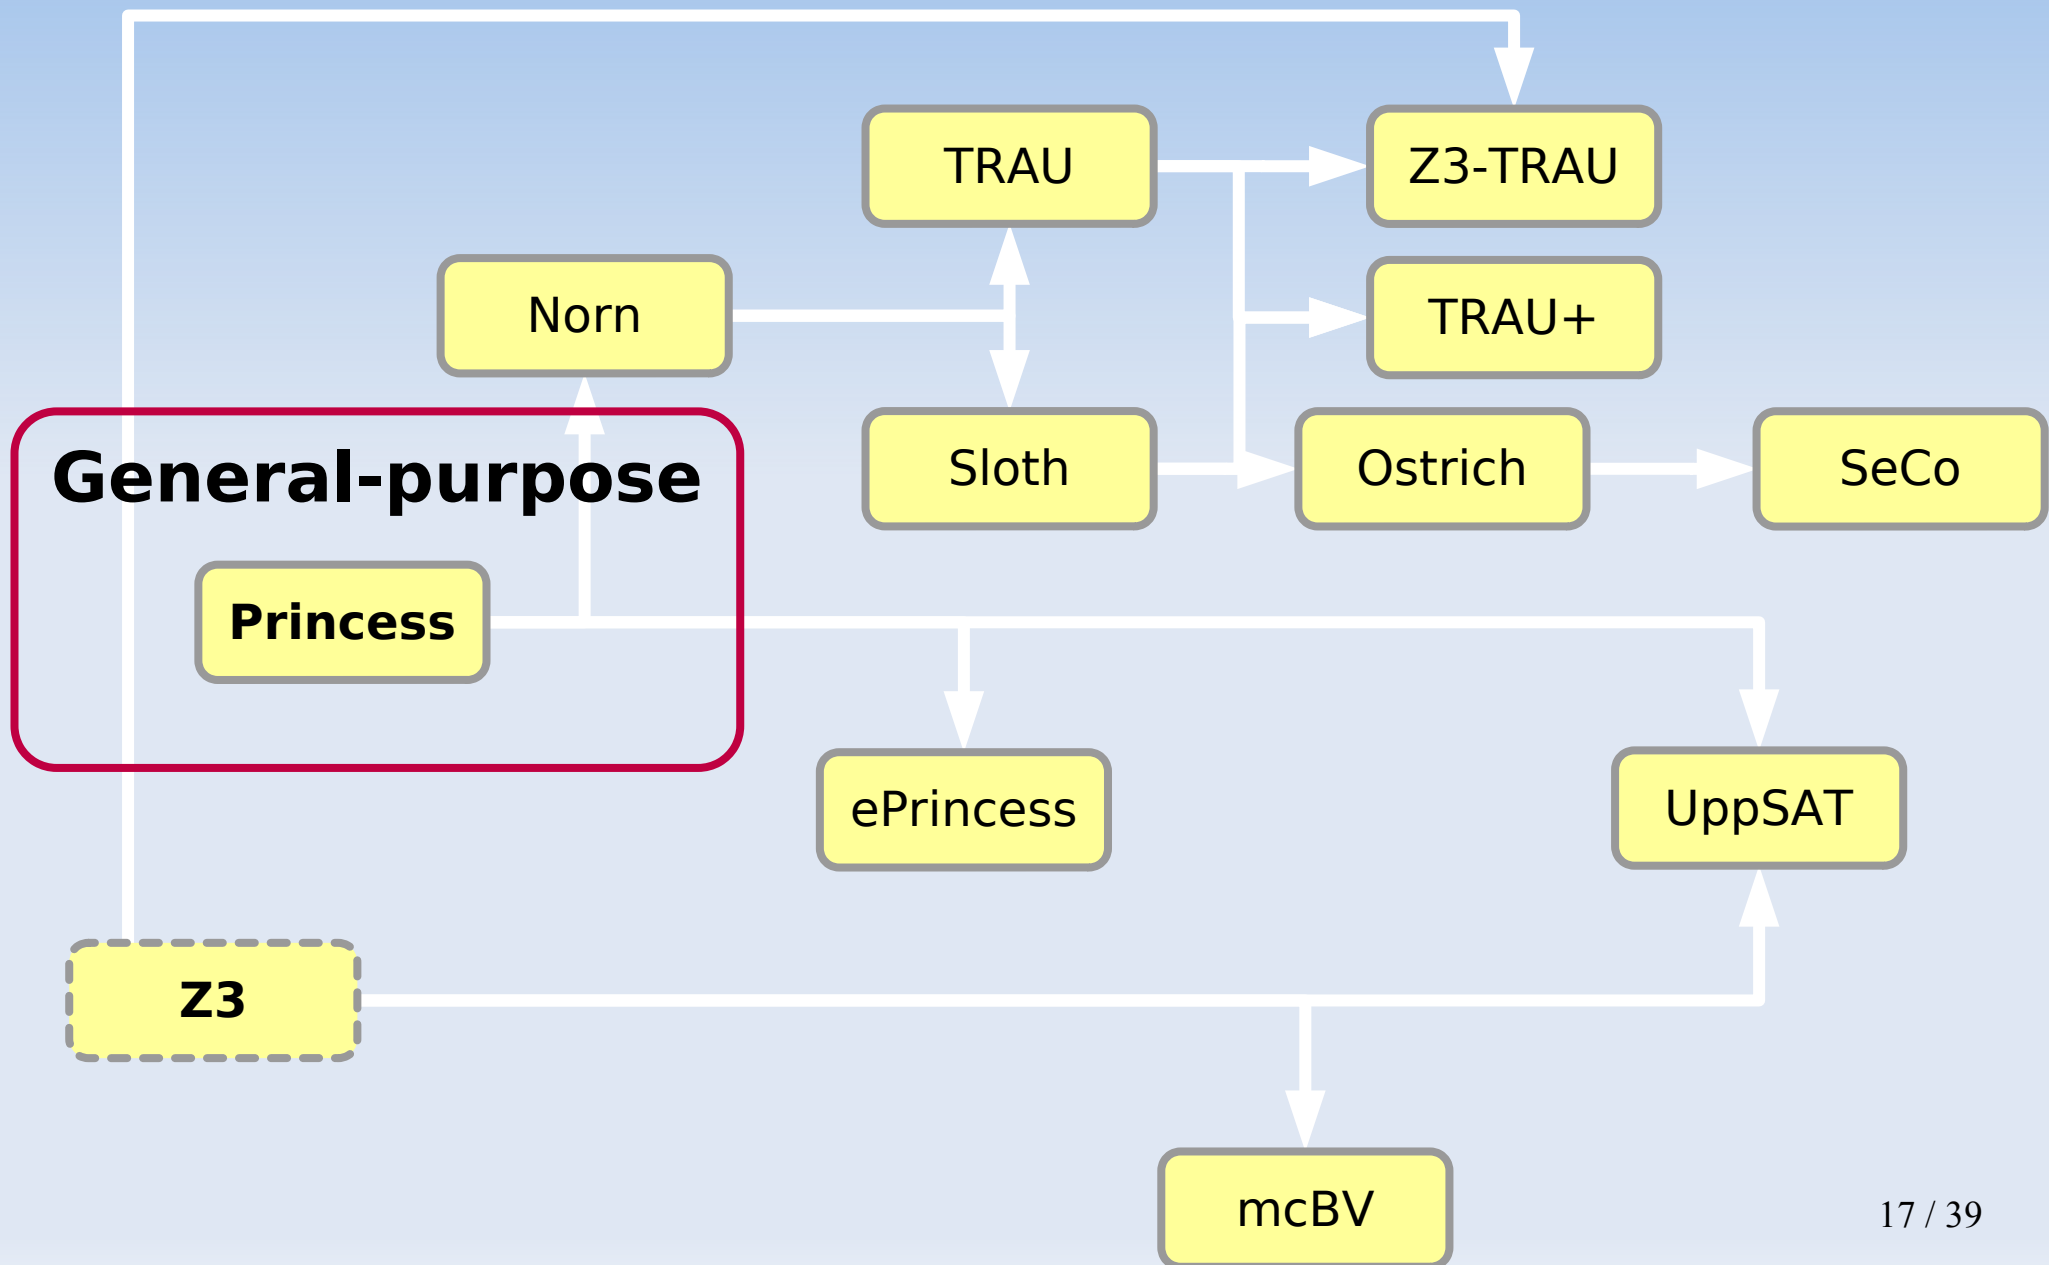 TRAU
Z3-TRAU
Norn
TRAU+
General-purpose
Sloth
Ostrich
SeCo
Princess
ePrincess
UppSAT
Z3
mcBV
17 / 39